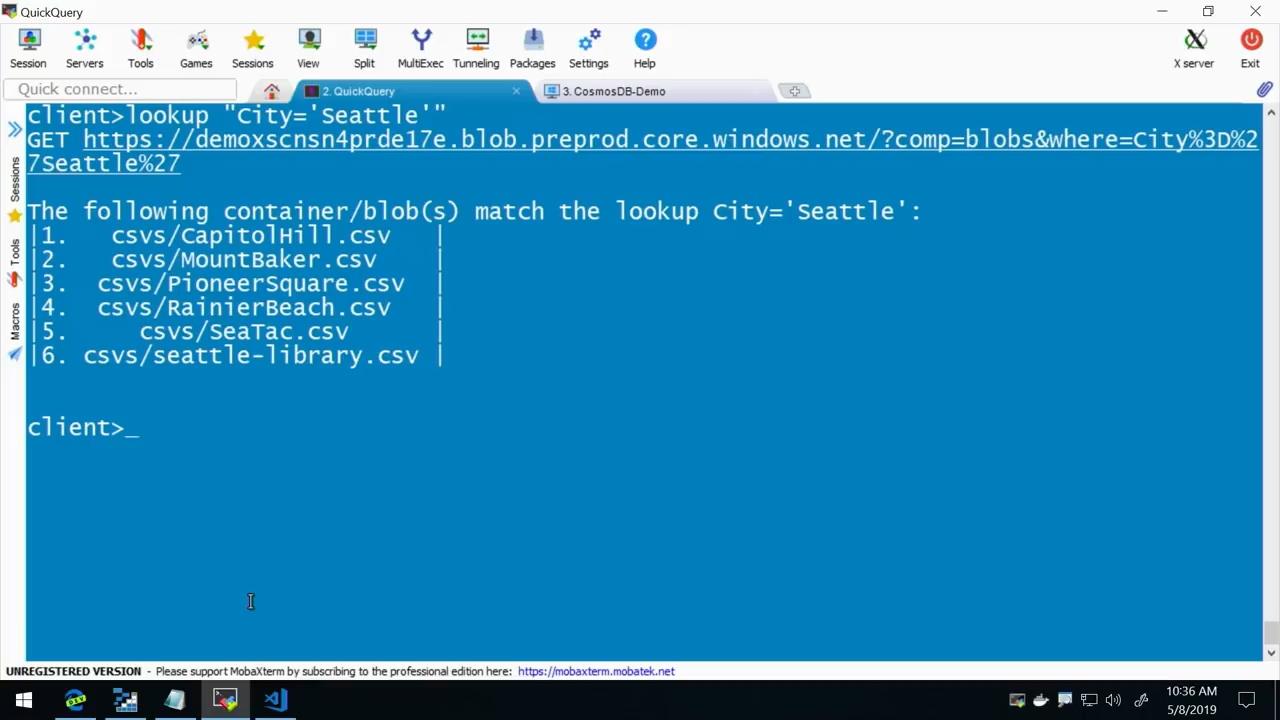 QuickQuery
Session Servers Tools Games Sessions View Split MultiExec Tunneling Packages Settings Help X server Exit
Quick connect... 2. QuickQuery 3. CosmosDB-Demo
Sessions
Tools
Macros
client>lookup "City='Seattle'"
GET https://demoxscnsn4prde17e.blob.preprod.core.windows.net/?comp=blobs&where=City%3D%2
7Seattle%27
The following container/blob(s) match the lookup City='Seattle':
|1. csvs/CapitolHill.csv |
|2. csvs/MountBaker.csv |
|3. csvs/PioneerSquare.csv |
|4. csvs/RainierBeach.csv |
|5. csvs/SeaTac.csv |
|6. csvs/seattle-library.csv |
client>_
UNREGISTERED VERSION - Please support MobaXterm by subscribing to the professional edition here: https://mobaxterm.mobatek.net
DEV
10:36 AM
5/8/2019